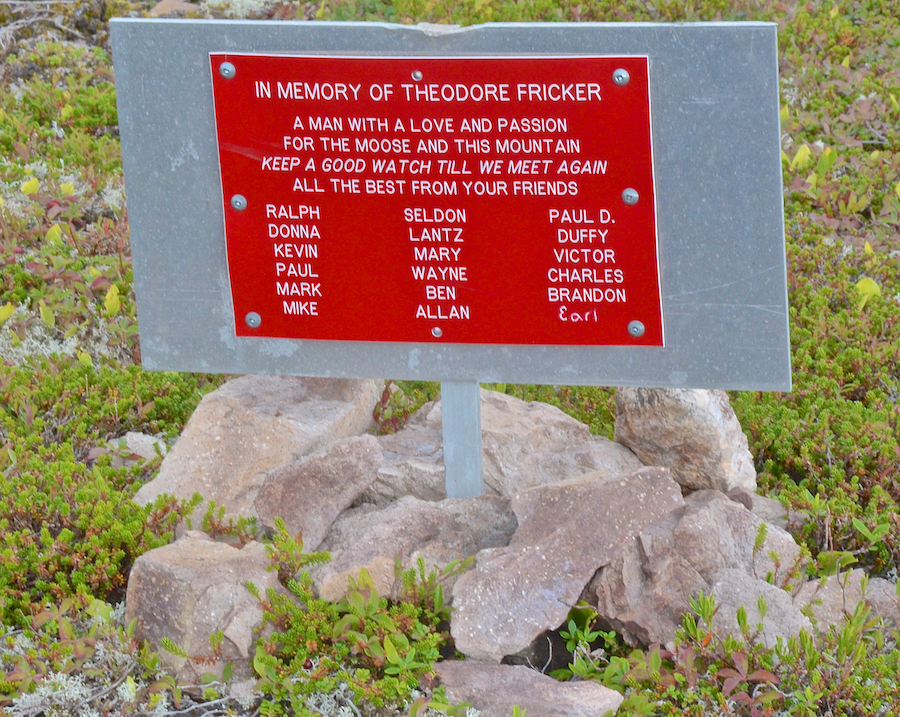 IN MEMORY OF THEODORE FRICKER
A MAN WITH A LOVE AND PASSION
FOR THE MOOSE AND THIS MOUNTAIN
KEEP A GOOD WATCH TILL WE MEET AGAIN
ALL THE BEST FROM YOUR FRIENDS
RALPH SELDON PAUL D.
DONNA LANTZ DUFFY
KEVIN MARY VICTOR
PAUL WAYNE CHARLES
MARK BEN BRANDON
MIKE ALLAN Earl